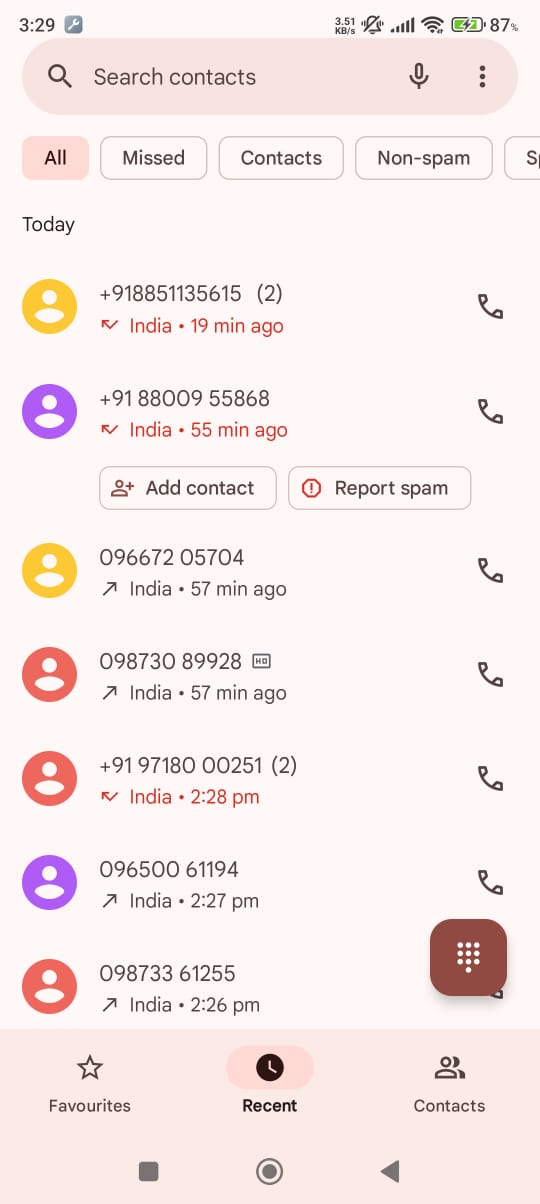 3:29
3.51 KB/s
87%
Search contacts
All Missed Contacts Non-spam
Today
+918851135615 (2)
India • 19 min ago
+91 88009 55868
India • 55 min ago
Add contact Report spam
096672 05704
India • 57 min ago
098730 89928 HD
India • 57 min ago
+91 97180 00251 (2)
India • 2:28 pm
096500 61194
India • 2:27 pm
098733 61255
India • 2:26 pm
Favourites Recent Contacts